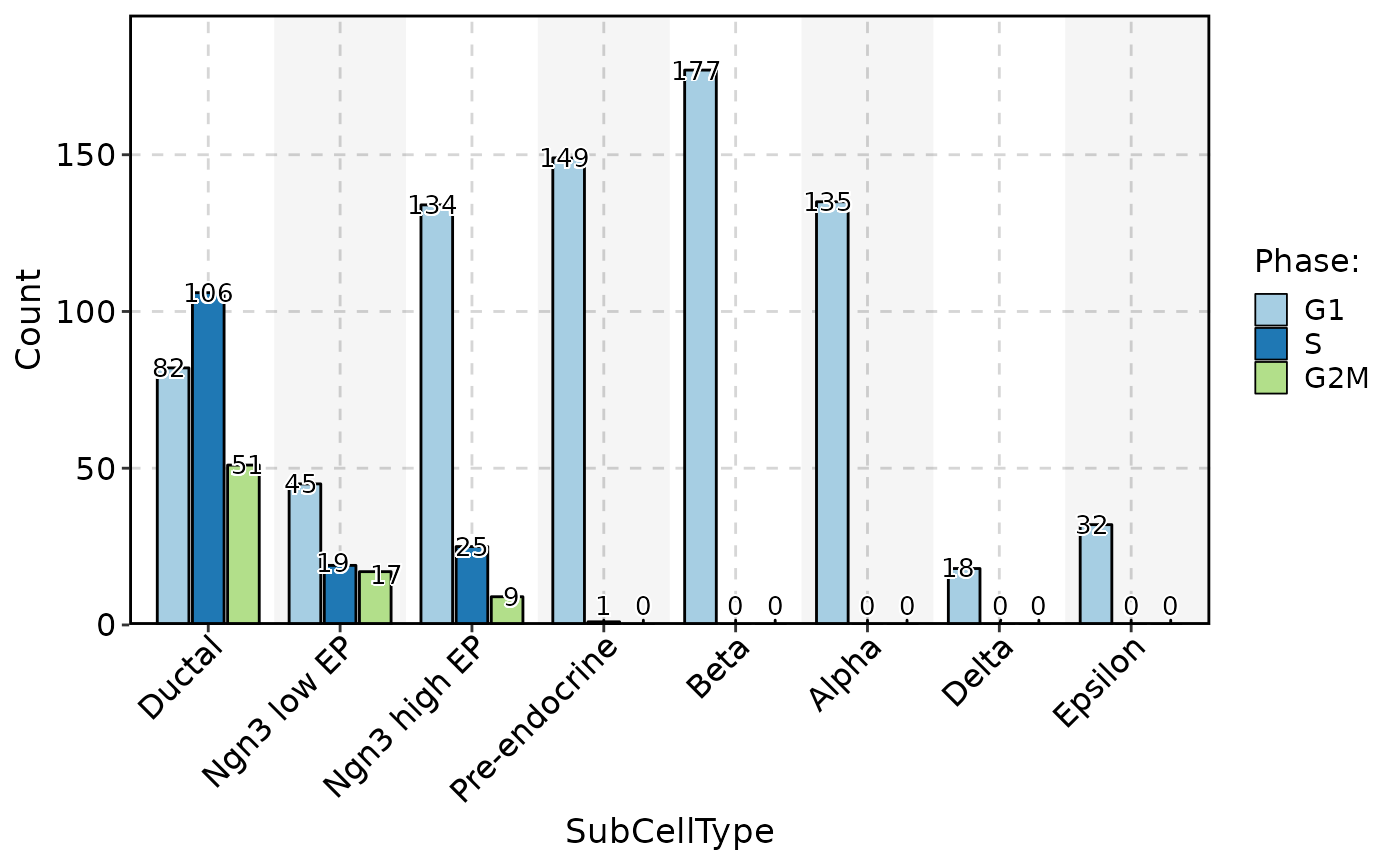 Count
150
100
50
0
82
106
51
45
19
17
134
25
9
149
1
0
177
0
0
135
0
0
18
0
0
32
0
0
Ductal
Ngn3 low EP
Ngn3 high EP
Pre-endocrine
Beta
Alpha
Delta
Epsilon
SubCellType
Phase:
G1
S
G2M